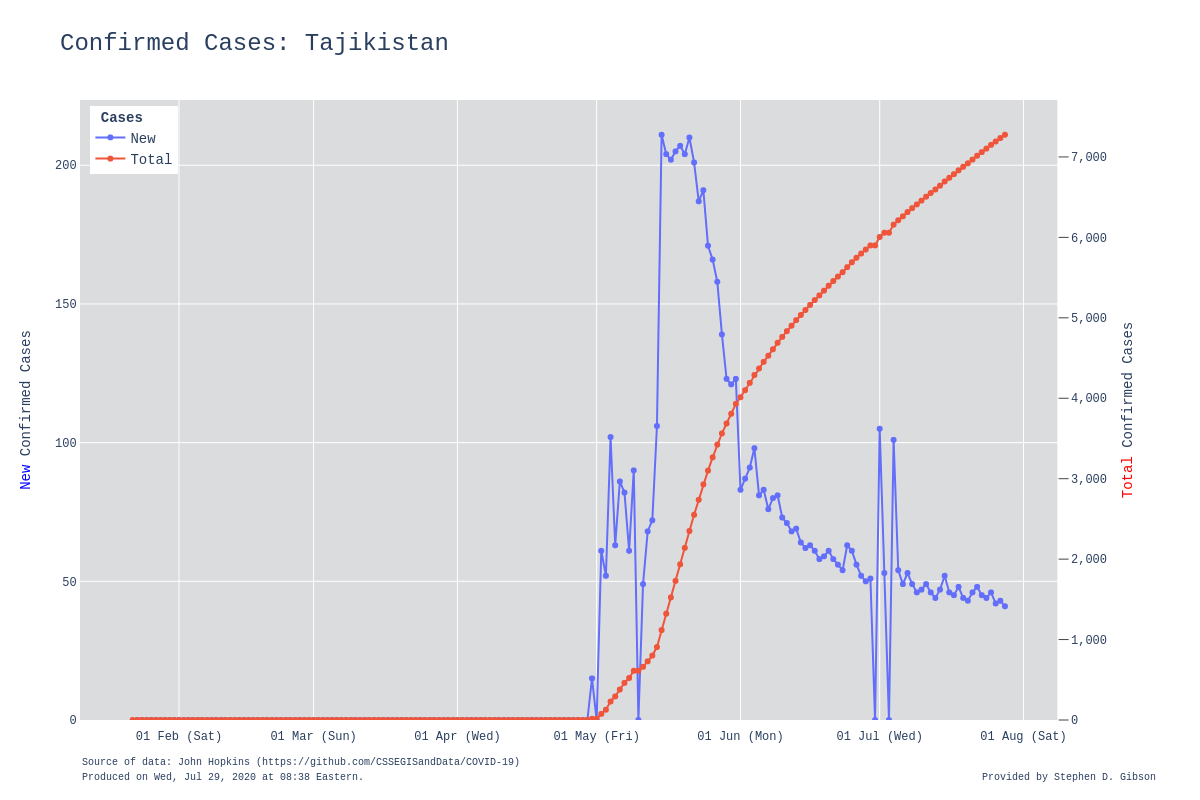 Confirmed Cases: Tajikistan
Cases
New
Total
200
150
100
50
0
7,000
6,000
5,000
4,000
3,000
2,000
1,000
0
New Confirmed Cases
Total Confirmed Cases
01 Feb (Sat)
01 Mar (Sun)
01 Apr (Wed)
01 May (Fri)
01 Jun (Mon)
01 Jul (Wed)
01 Aug (Sat)
Source of data: John Hopkins (https://github.com/CSSEGISandData/COVID-19)
Produced on Wed, Jul 29, 2020 at 08:38 Eastern.
Provided by Stephen D. Gibson